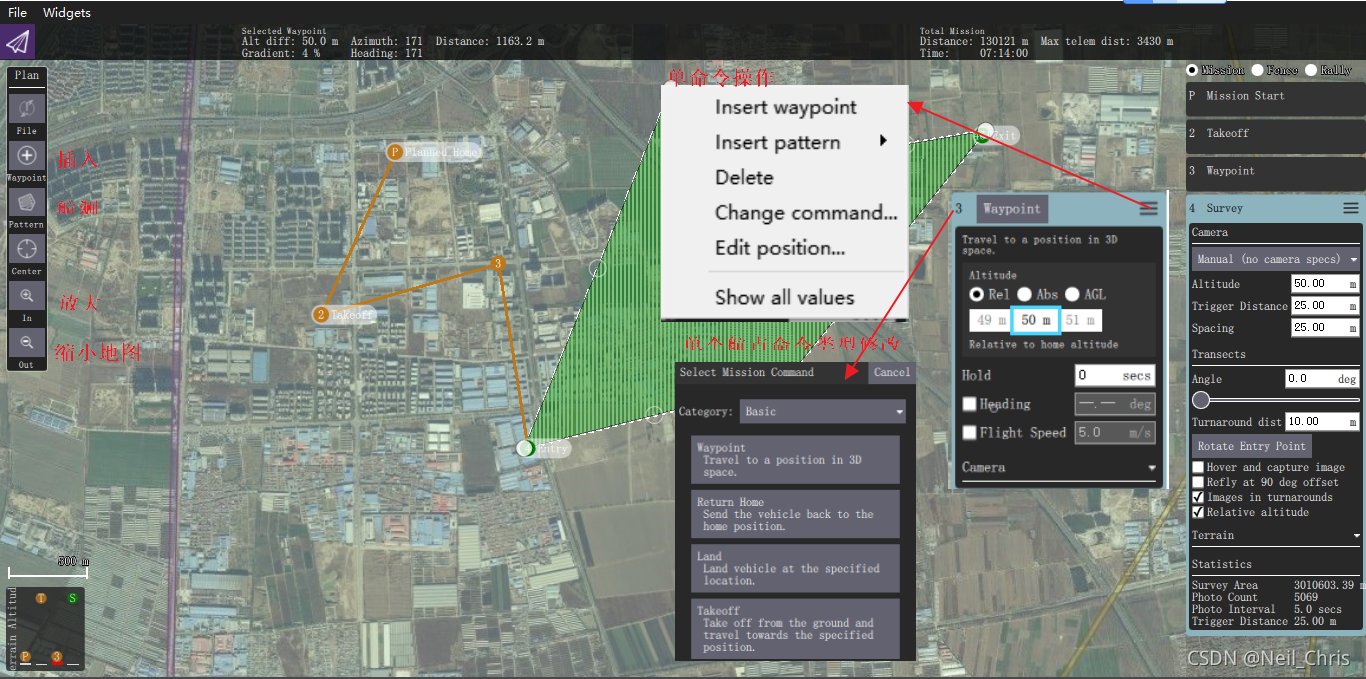 File Widgets
Selected Waypoint
Alt diff: 50.0 m Azimuth: 171 Distance: 1163.2 m
Gradient: 4 % Heading: 171
Total Mission
Distance: 130121 m Max telem dist: 3430 m
Time: 07:14:00
Plan
File
Waypoint
Pattern
Center
In
Out
插入
航测
放大
缩小地图
P Planned Home
2 Takeoff
3
Entry
Exit
500 m
T S
P 3
单命令操作
Insert waypoint
Insert pattern
Delete
Change command...
Edit position...
Show all values
单个航点命令类型修改
Select Mission Command Cancel
Category: Basic
Waypoint
Travel to a position in 3D
space.
Return Home
Send the vehicle back to the
home position.
Land
Land vehicle at the specified
location.
Takeoff
Take off from the ground and
travel towards the specified
position.
3 Waypoint
Travel to a position in 3D
space.
Altitude
Rel Abs AGL
49 m 50 m 51 m
Relative to home altitude
Hold 0 secs
Heading —.— deg
Flight Speed 5.0 m/s
Camera
Mission Fence Rally
P Mission Start
2 Takeoff
3 Waypoint
4 Survey
Camera
Manual (no camera specs)
Altitude 50.00 m
Trigger Distance 25.00 m
Spacing 25.00 m
Transects
Angle 0.0 deg
Turnaround dist 10.00 m
Rotate Entry Point
Hover and capture image
Refly at 90 deg offset
Images in turnarounds
Relative altitude
Terrain
Statistics
Survey Area 3010603.39 m
Photo Count 5069
Photo Interval 5.0 secs
Trigger Distance 25.00 m
CSDN @Neil_Chris